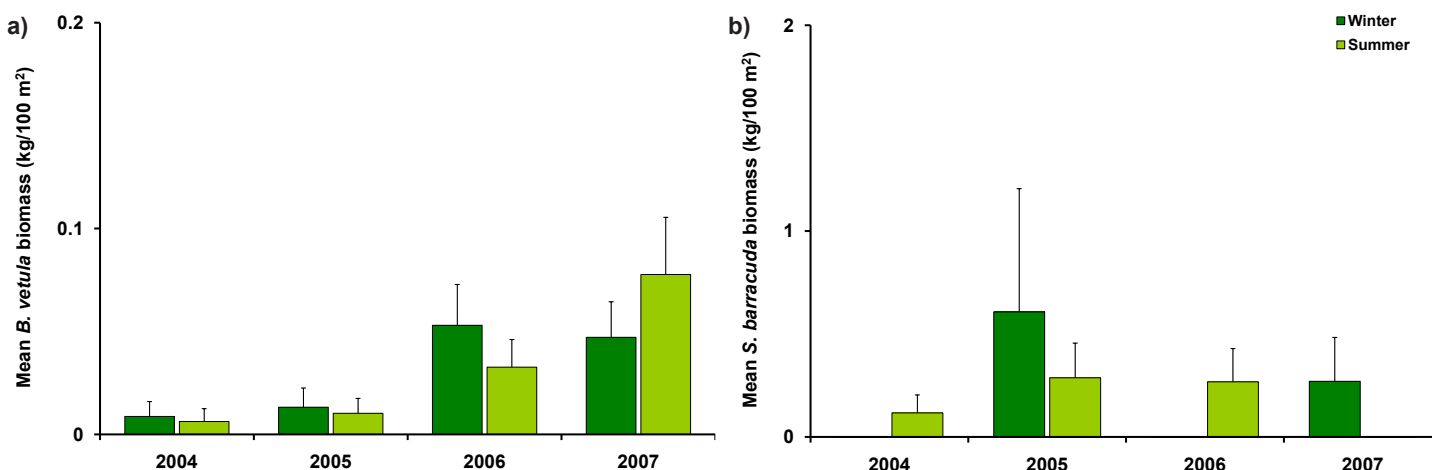 a)
Mean B. vetula biomass (kg/100 m²)
0.2
0.1
0
2004 2005 2006 2007
b)
Mean S. barracuda biomass (kg/100 m²)
2
1
0
2004 2005 2006 2007
Winter
Summer